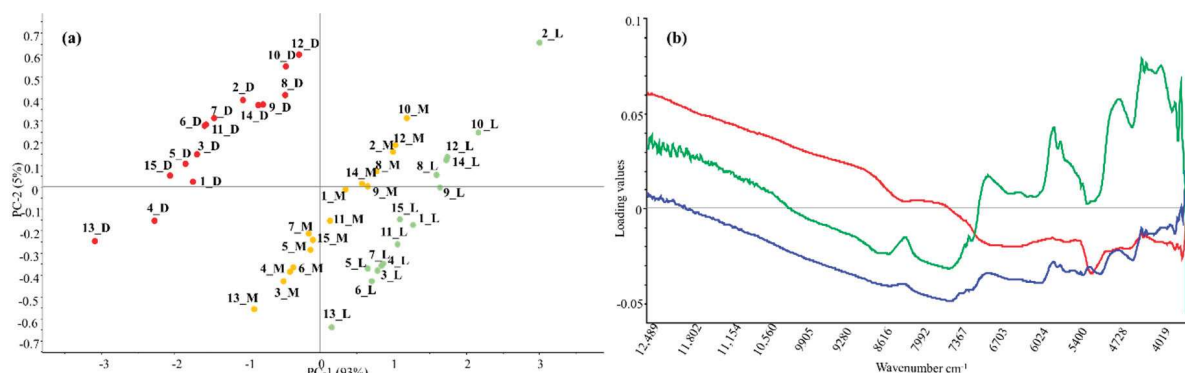 (a)
2_L
12_D
10_D
8_D
2_D
9_D
14_D
7_D
6_D
11_D
3_D
5_D
15_D
1_D
4_D
13_D
10_M
2_M
12_M
8_M
14_M
1_M
9_M
11_M
7_M
15_M
5_M
4_M
6_M
3_M
13_M
10_L
12_L
8_L
14_L
9_L
15_L
1_L
11_L
7_L
4_L
5_L
3_L
6_L
13_L
0.7
0.6
0.5
0.4
0.3
0.2
0.1
0
-0.1
-0.2
-0.3
-0.4
-0.5
-0.6
-0.7
PC-2 (5%)
-4 -3 -2 -1 0 1 2 3 4
PC-1 (93%)
(b)
0.10
0.05
0
-0.05
Loading values
12.489 11.802 11,154 10,560 9905 9280 8616 7992 7367 6703 6024 5400 4728 4019
Wavenumber cm⁻¹